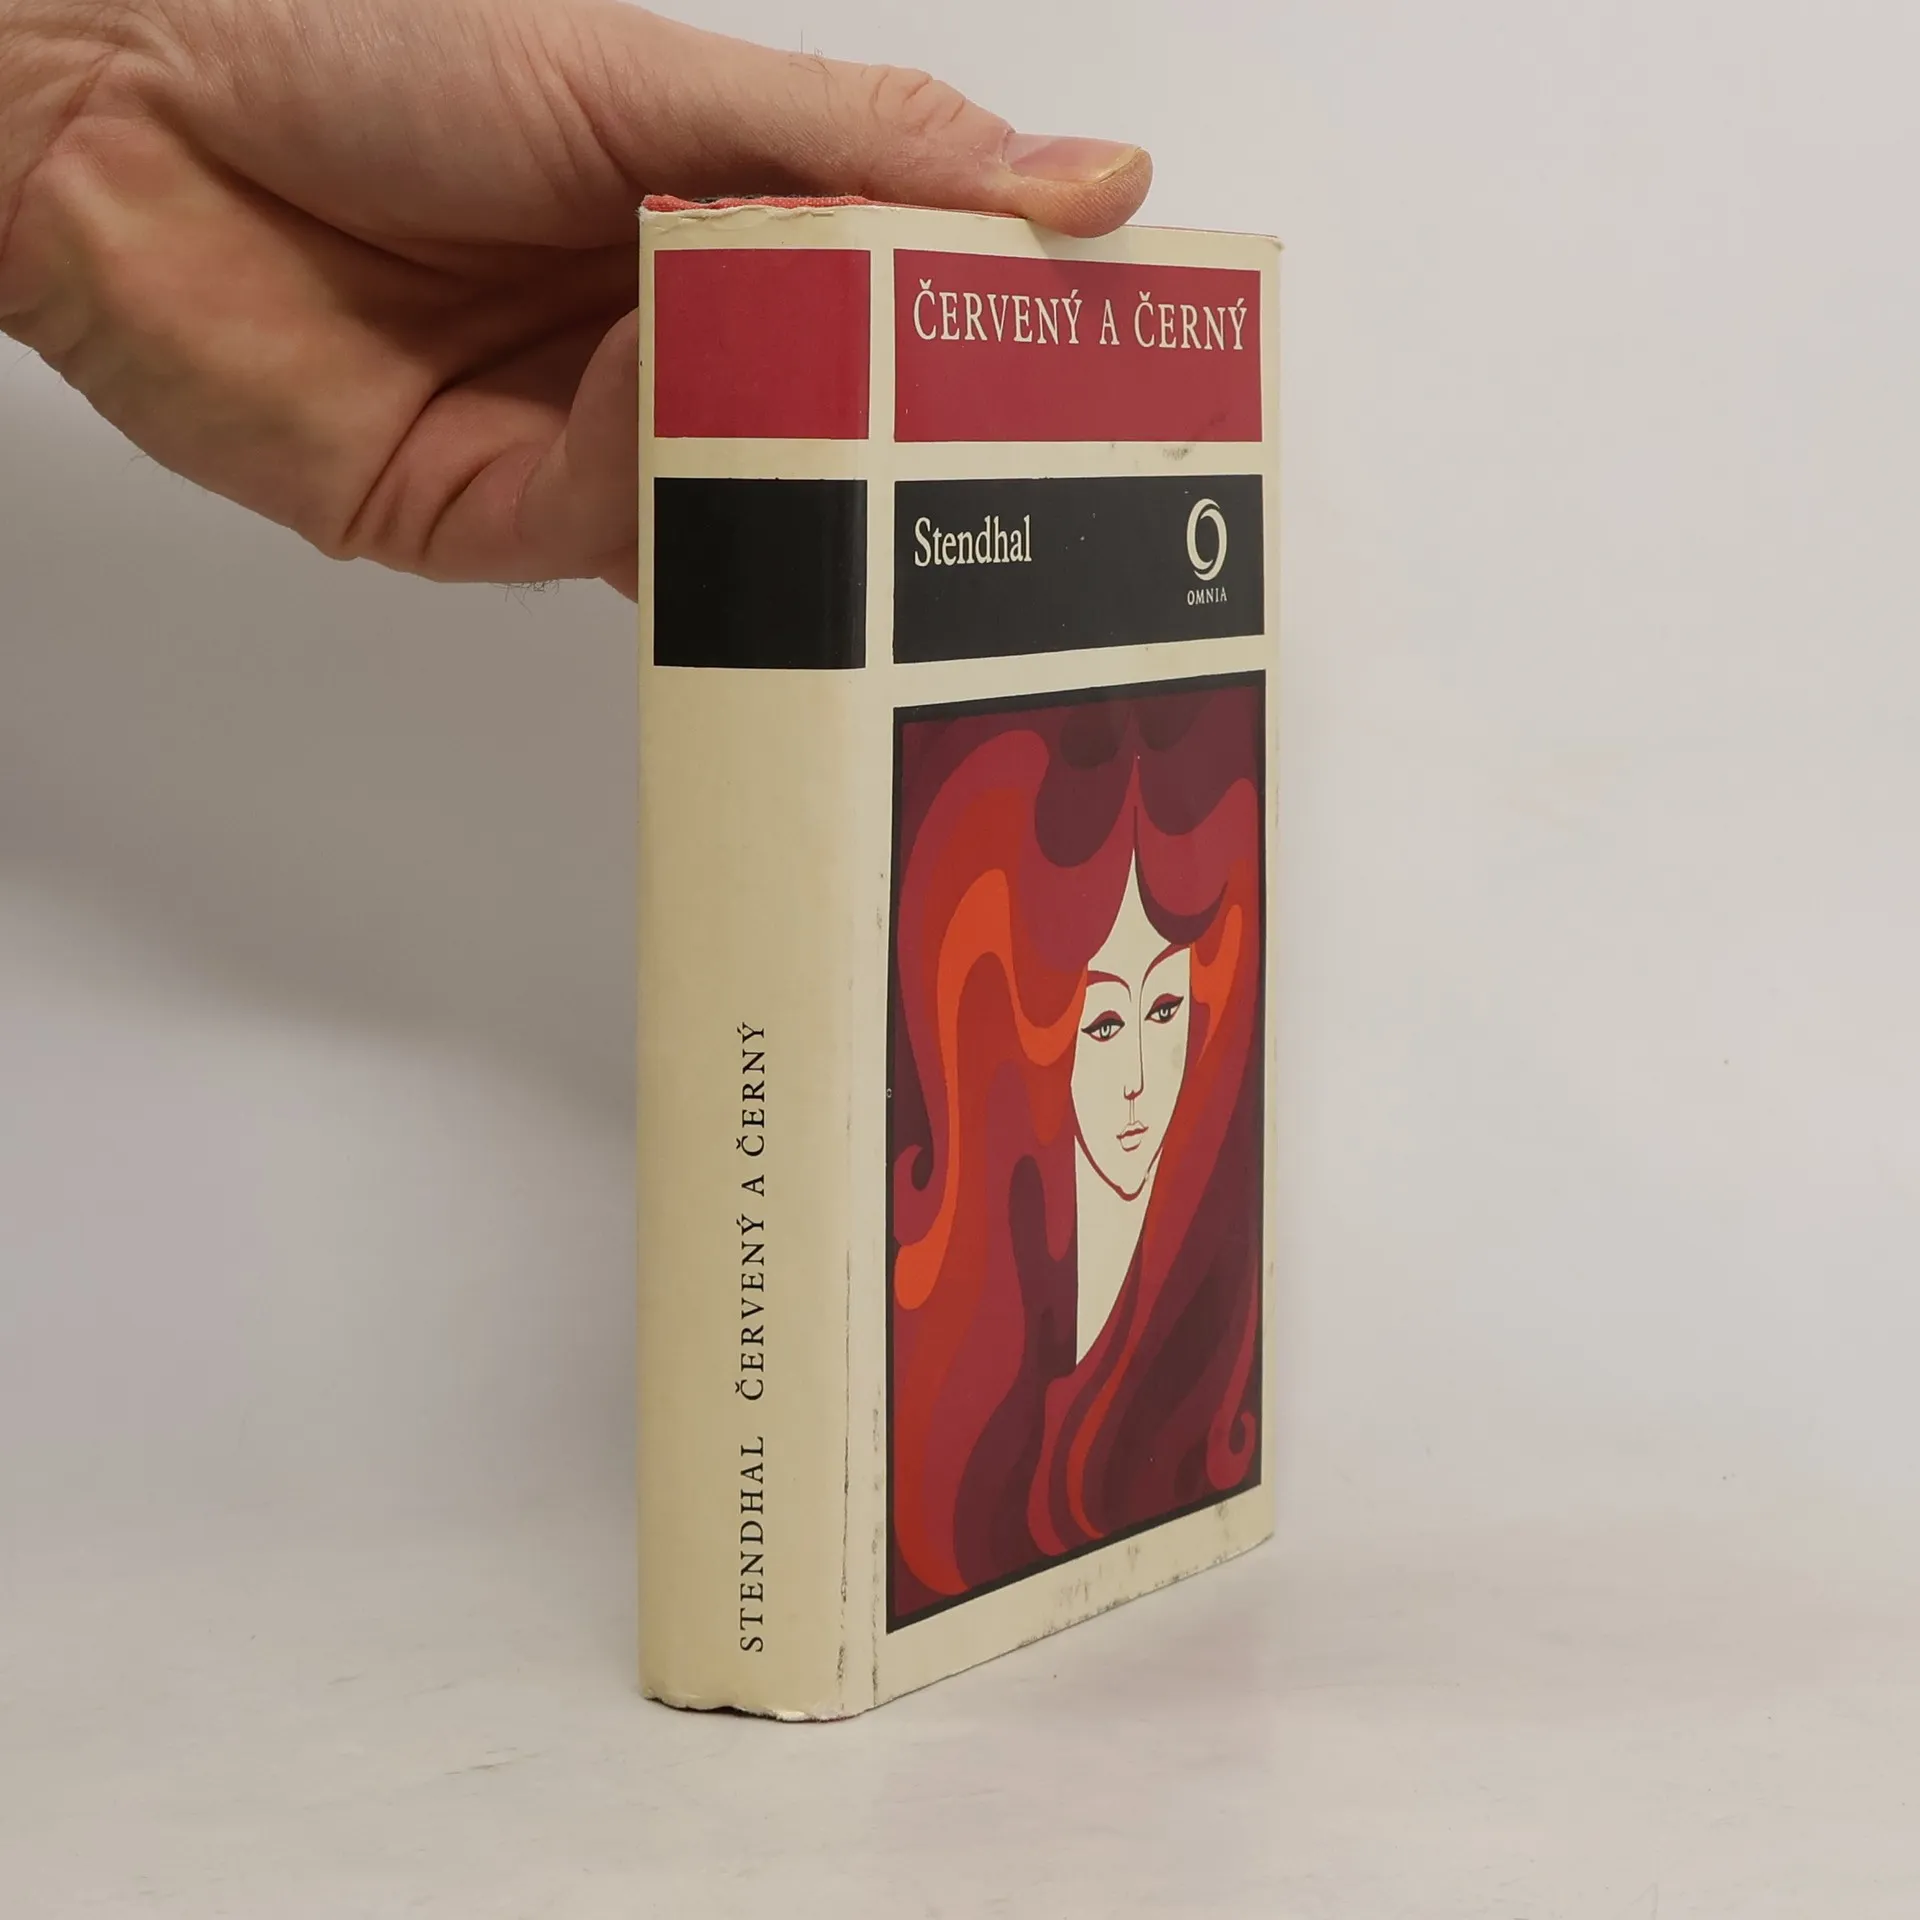 ČERVENÝ A ČERNÝ
Stendhal
OMNIA
STENDHAL ČERVENÝ A ČERNÝ